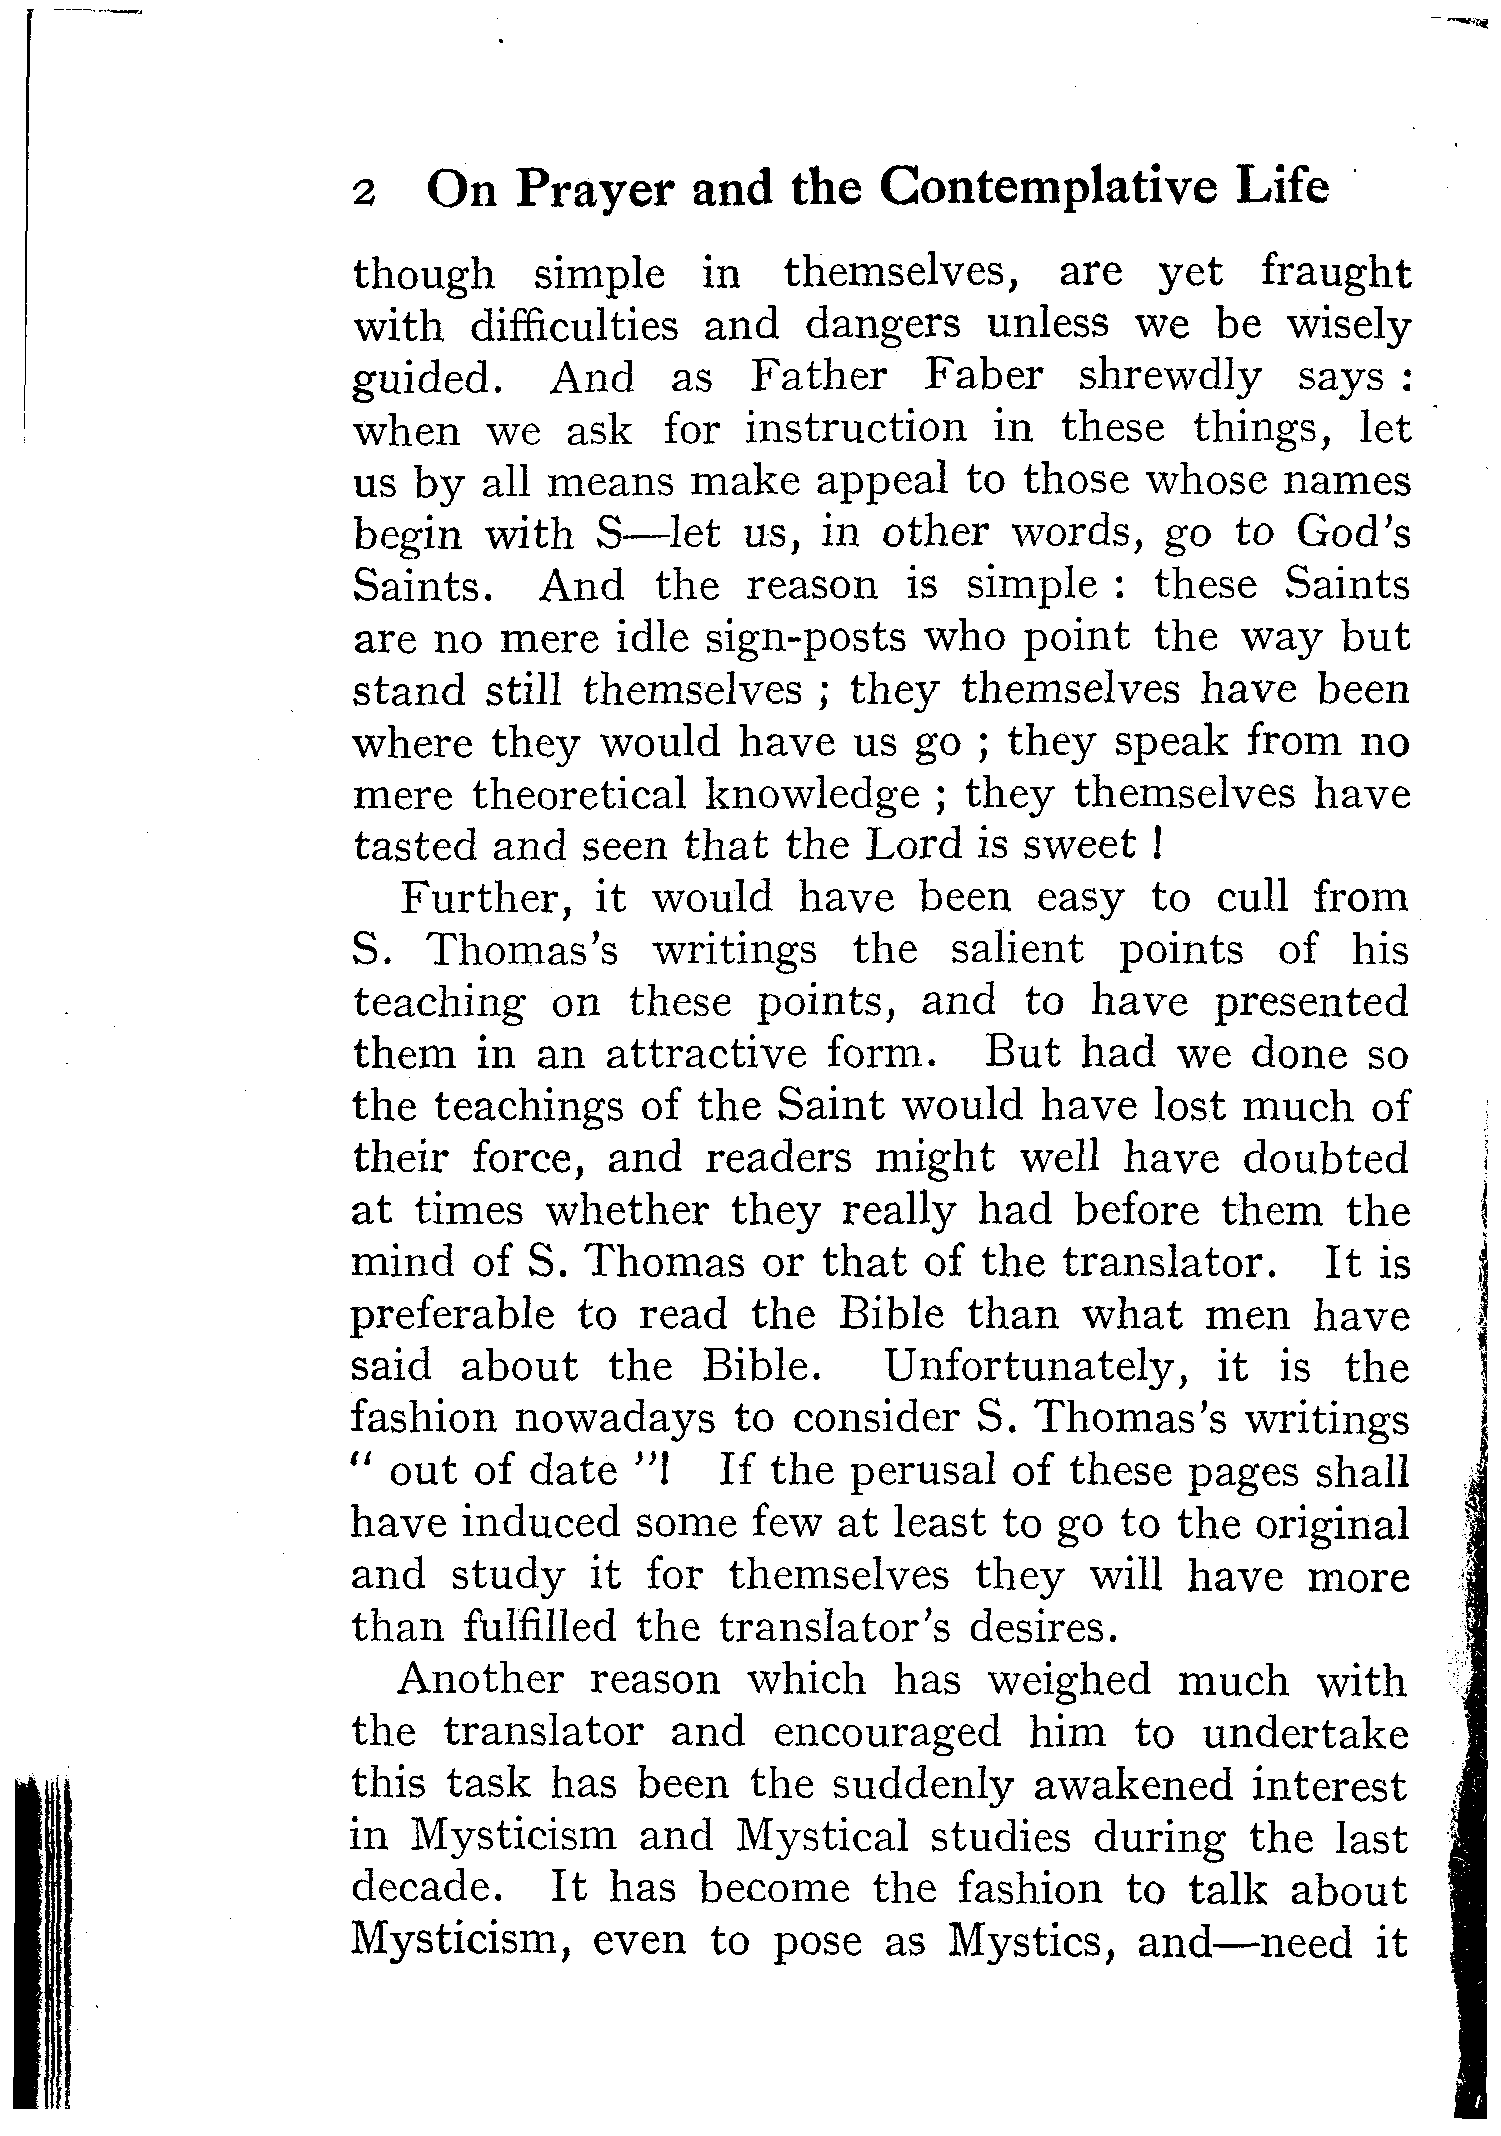 2 On Prayer and the Contemplative Life
though simple in themselves, are yet fraught
with difficulties and dangers unless we be wisely
guided. And as Father Faber shrewdly says :
when we ask for instruction in these things, let
us by all means make appeal to those whose names
begin with S—let us, in other words, go to God's
Saints. And the reason is simple : these Saints
are no mere idle sign-posts who point the way but
stand still themselves ; they themselves have been
where they would have us go ; they speak from no
mere theoretical knowledge ; they themselves have
tasted and seen that the Lord is sweet !
Further, it would have been easy to cull from
S. Thomas's writings the salient points of his
teaching on these points, and to have presented
them in an attractive form. But had we done so
the teachings of the Saint would have lost much of
their force, and readers might well have doubted
at times whether they really had before them the
mind of S. Thomas or that of the translator. It is
preferable to read the Bible than what men have
said about the Bible. Unfortunately, it is the
fashion nowadays to consider S. Thomas's writings
“ out of date ”! If the perusal of these pages shall
have induced some few at least to go to the original
and study it for themselves they will have more
than fulfilled the translator's desires.
Another reason which has weighed much with
the translator and encouraged him to undertake
this task has been the suddenly awakened interest
in Mysticism and Mystical studies during the last
decade. It has become the fashion to talk about
Mysticism, even to pose as Mystics, and—need it